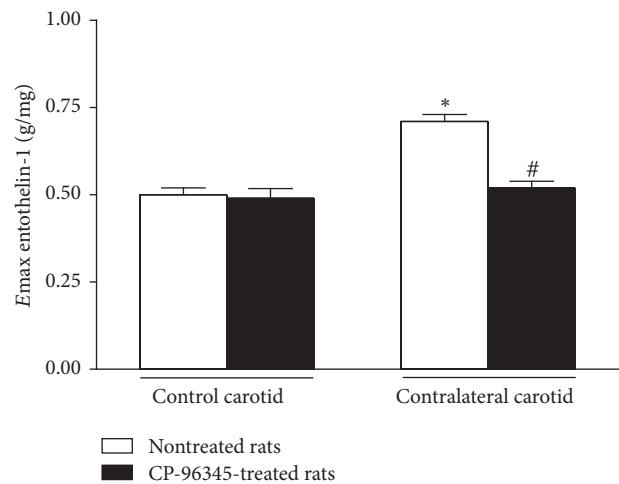 1.00
0.75
0.50
0.25
0.00
Emax entothelin-1 (g/mg)
*
#
Control carotid
Contralateral carotid
Nontreated rats
CP-96345-treated rats